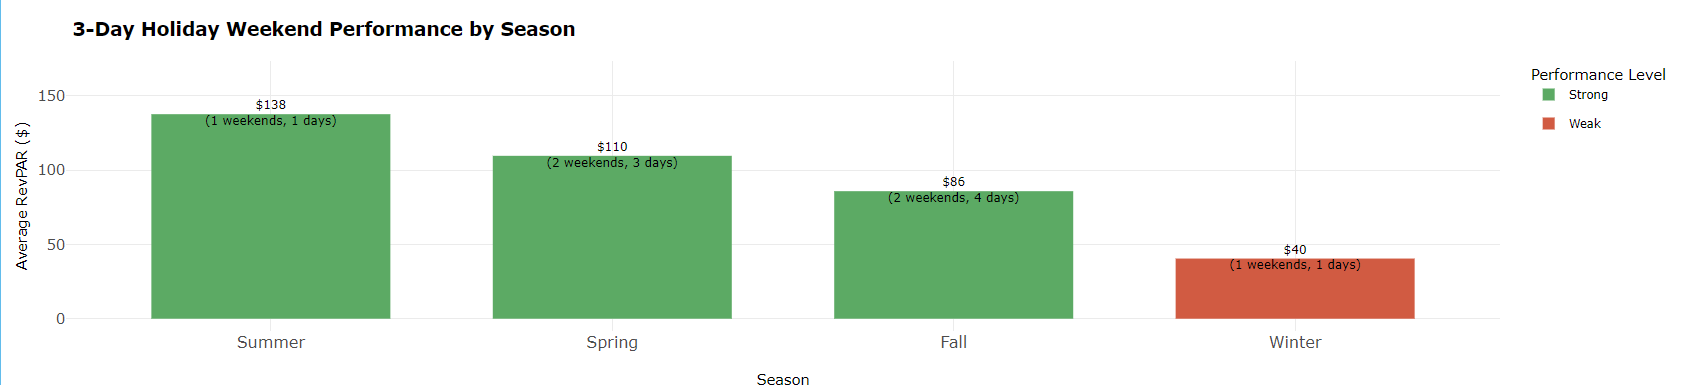 3-Day Holiday Weekend Performance by Season
Performance Level
Strong
Weak
Average RevPAR ($)
150
100
50
0
$138
(1 weekends, 1 days)
$110
(2 weekends, 3 days)
$86
(2 weekends, 4 days)
$40
(1 weekends, 1 days)
Summer
Spring
Fall
Winter
Season